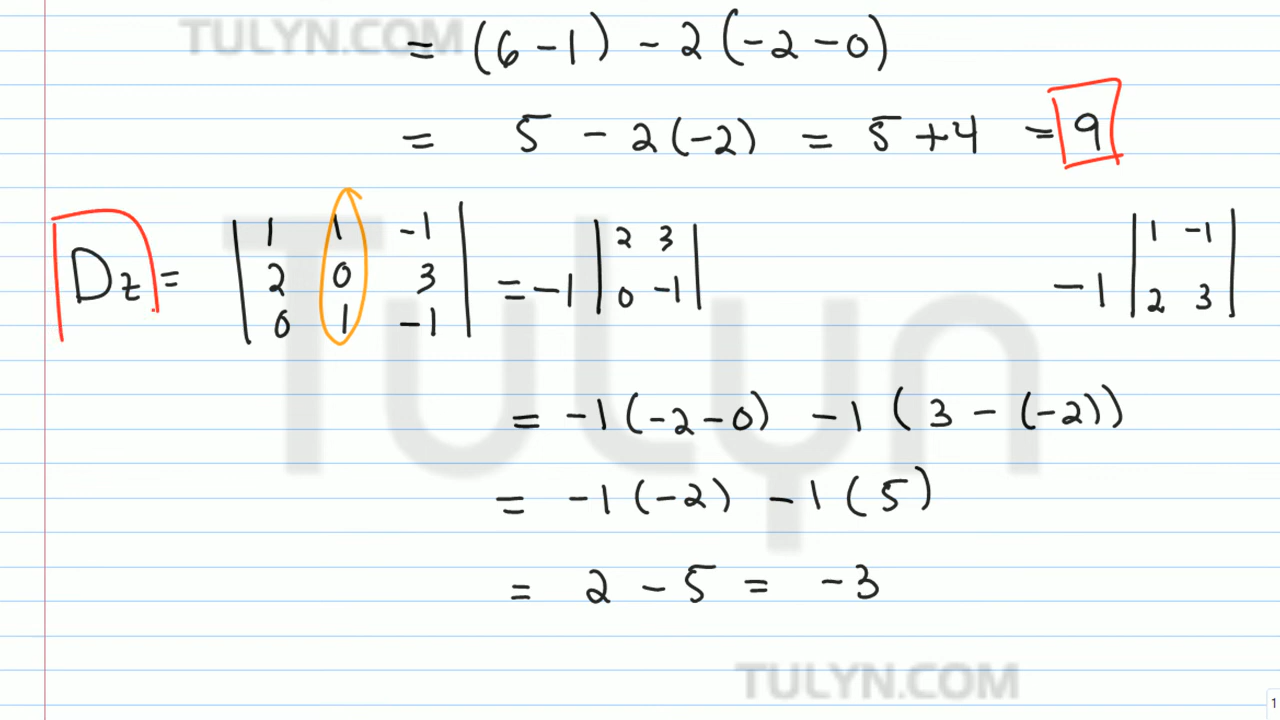 TULYN.COM
= (6 - 1) - 2 (-2 - 0)
= 5 - 2 (-2) = 5 + 4 = 9
1 1 -1 2 3 1 -1
Dz = 2 0 3 = -1 -1
0 1 -1 0 -1 2 3
Tulyn
= -1 (-2 - 0) - 1 (3 - (-2))
= -1 (-2) - 1 (5)
= 2 - 5 = -3
TULYN.COM
1